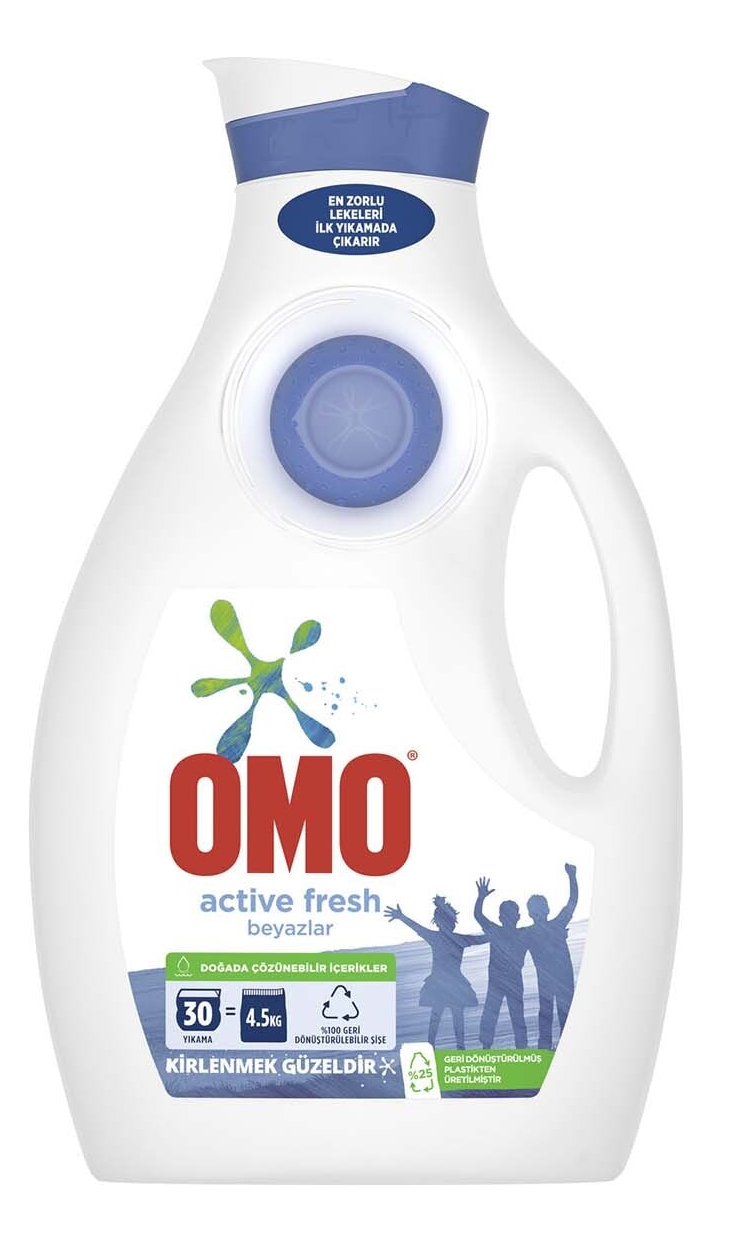 EN ZORLU
LEKELERİ
İLK YIKAMADA
ÇIKARIR
OMO®
active fresh
beyazlar
DOĞADA ÇÖZÜNEBİLİR İÇERİKLER
30 = 4.5KG
YIKAMA
%100 GERİ
DÖNÜŞTÜRÜLEBİLİR ŞİŞE
KİRLENMEK GÜZELDİR
%25
GERİ DÖNÜŞTÜRÜLMÜŞ
PLASTİKTEN
ÜRETİLMİŞTİR